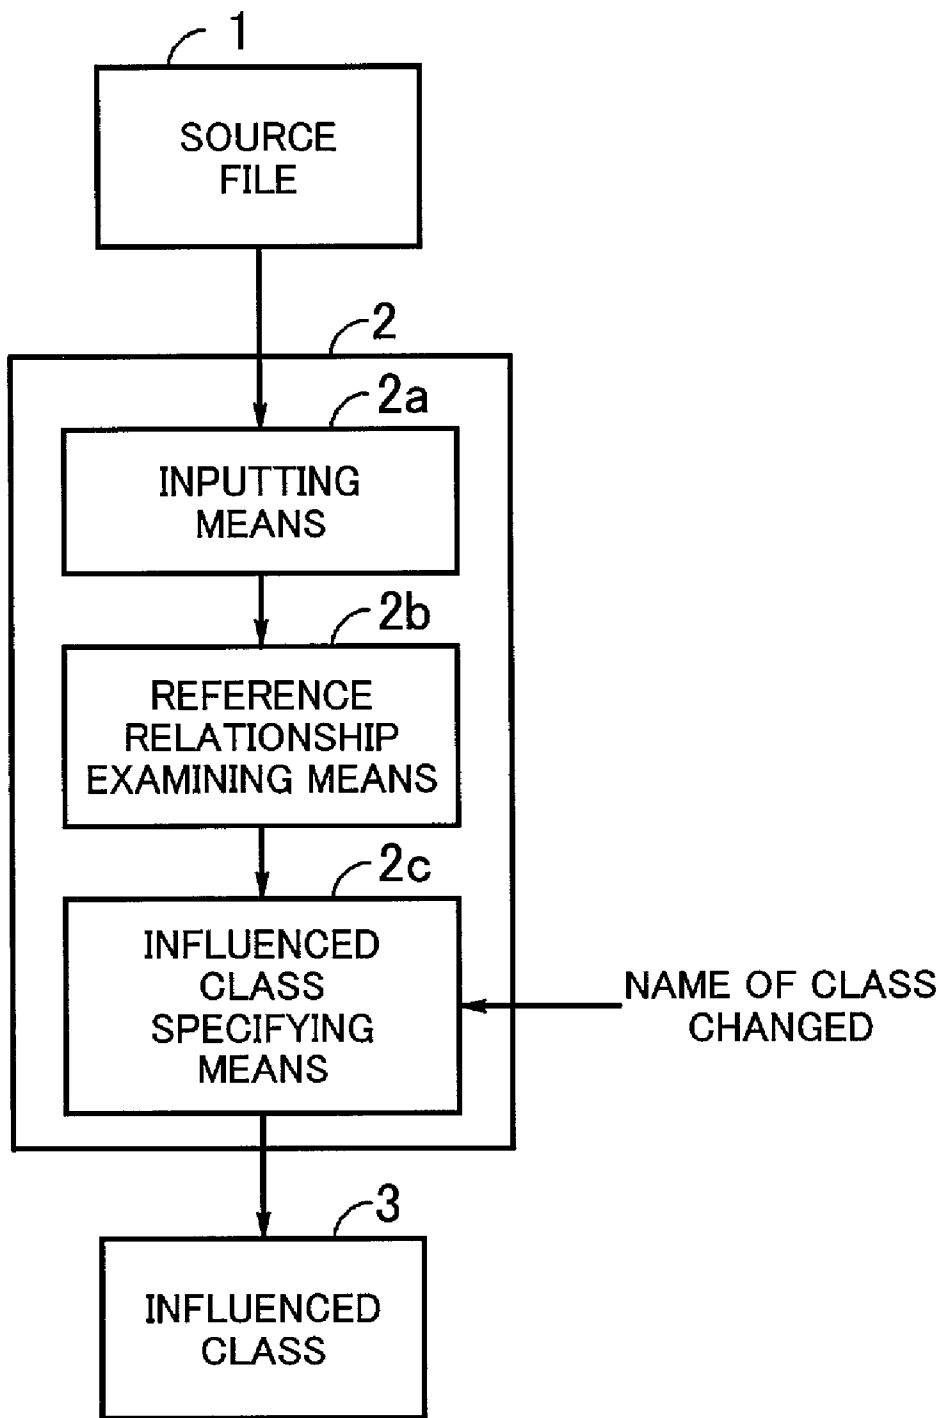 1
SOURCE
FILE
2
2a
INPUTTING
MEANS
2b
REFERENCE
RELATIONSHIP
EXAMINING MEANS
2c
INFLUENCED
CLASS
SPECIFYING
MEANS
NAME OF CLASS
CHANGED
3
INFLUENCED
CLASS